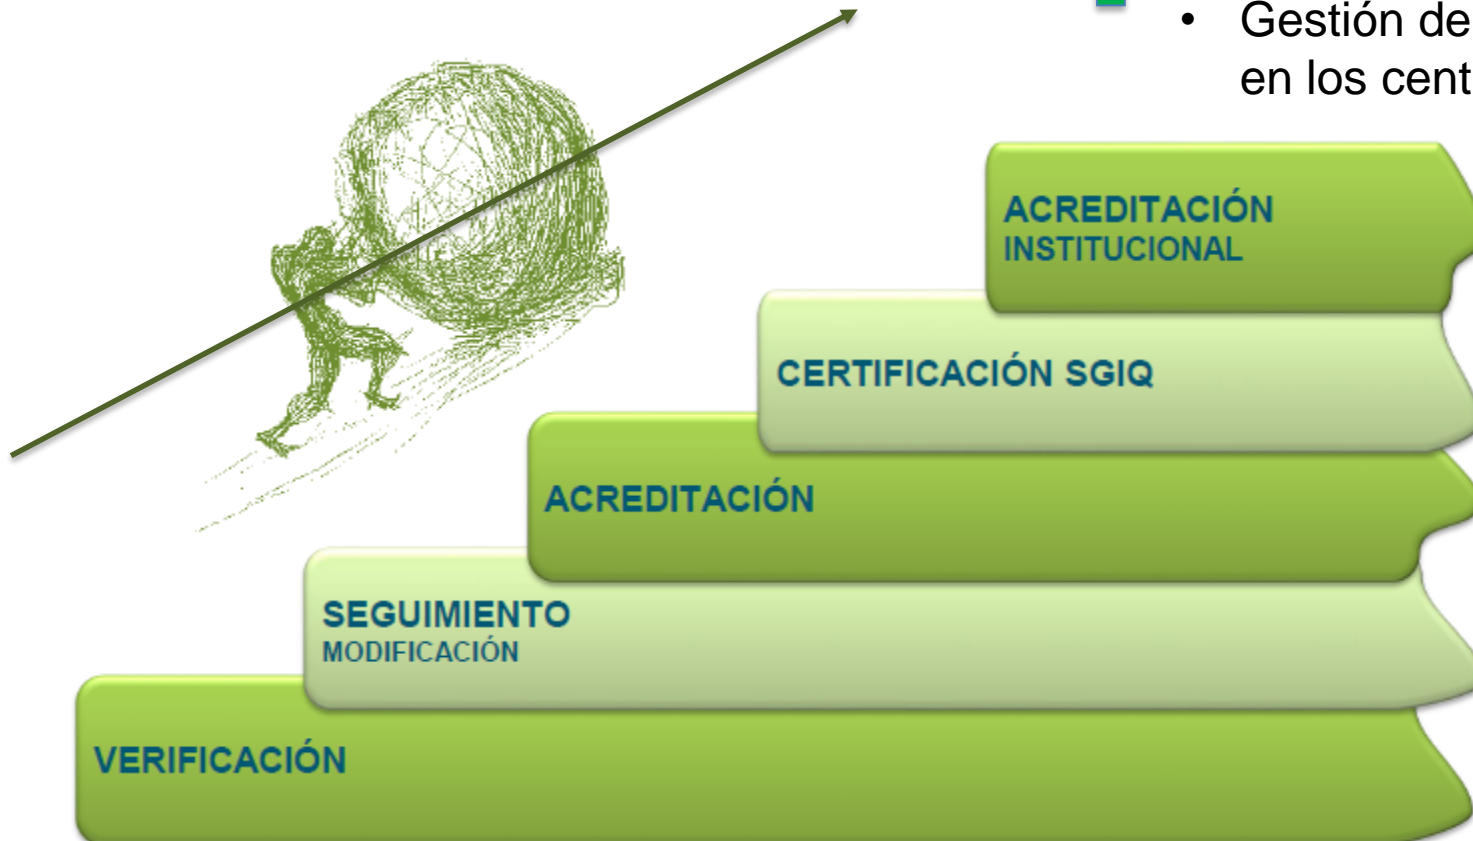 • Gestión de
en los cent
ACREDITACIÓN
INSTITUCIONAL
CERTIFICACIÓN SGIQ
ACREDITACIÓN
SEGUIMIENTO
MODIFICACIÓN
VERIFICACIÓN